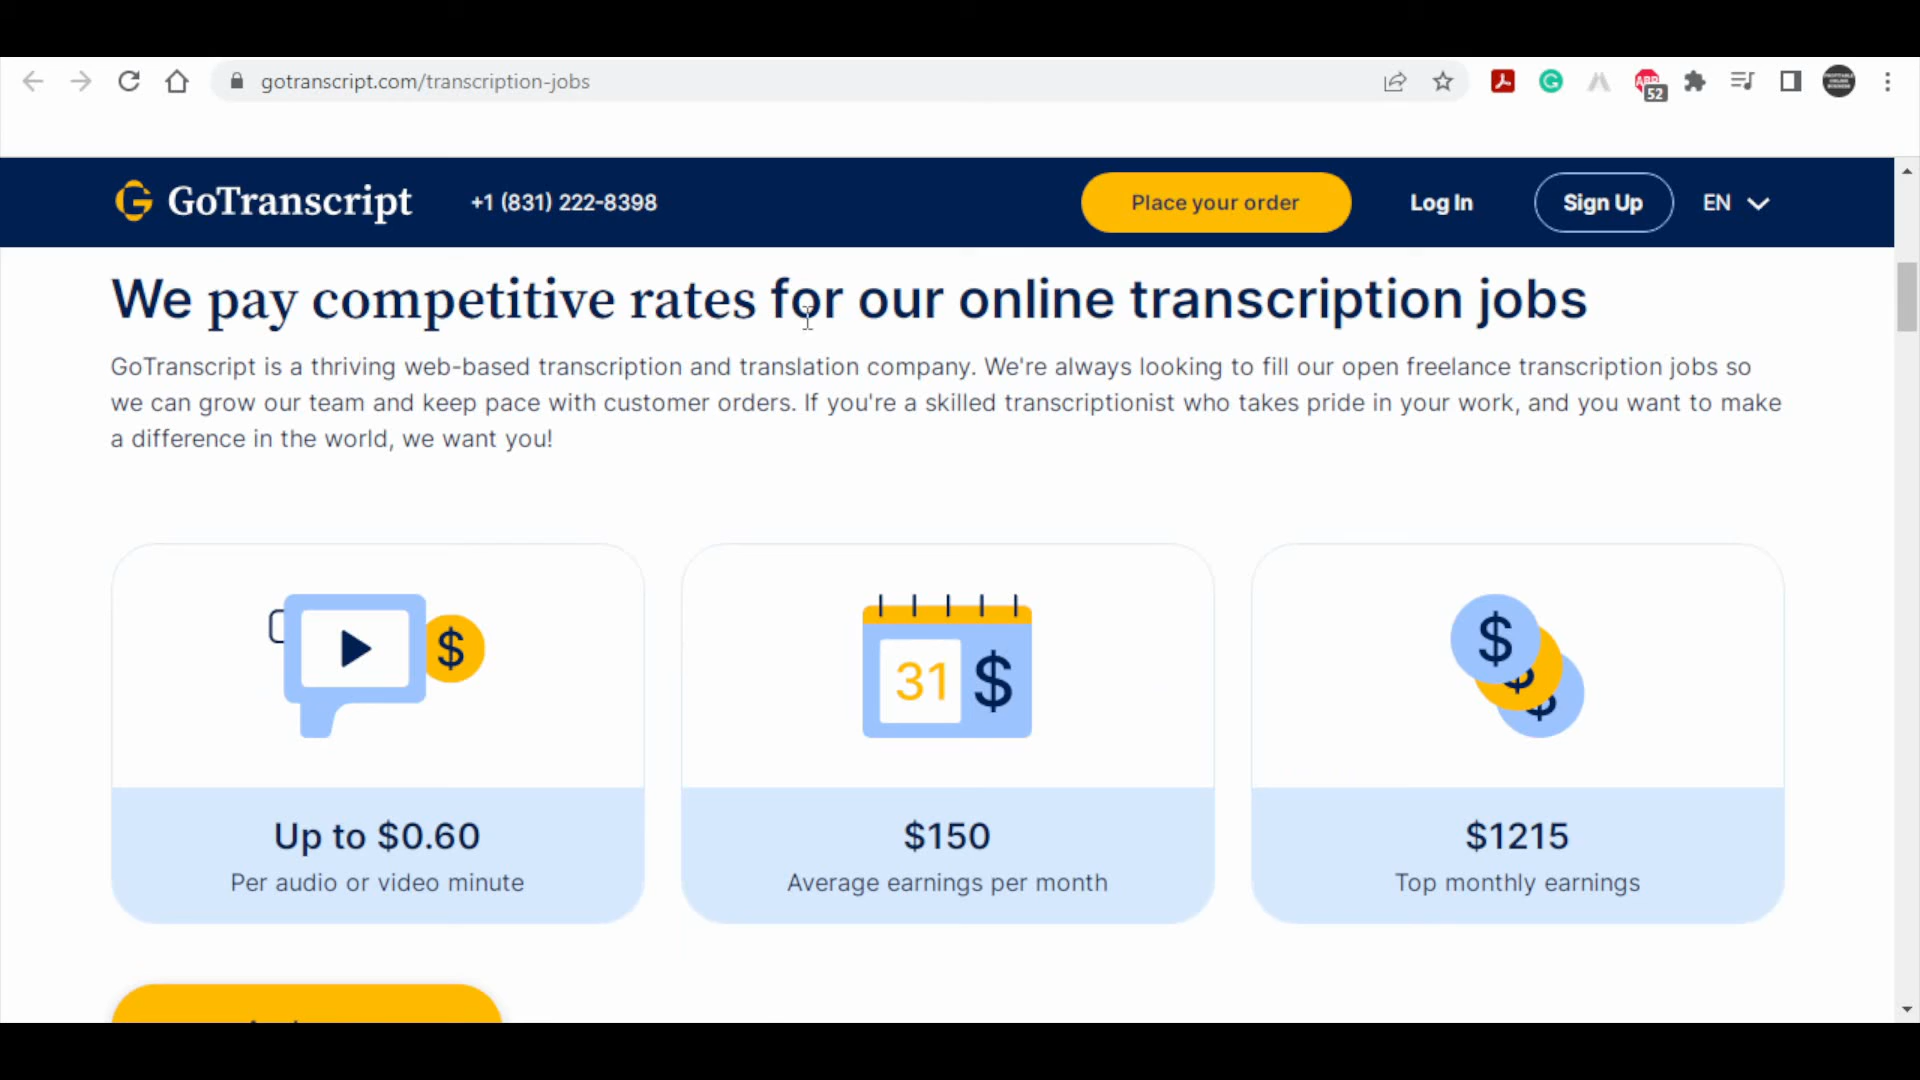 gotranscript.com/transcription-jobs
52
GoTranscript +1 (831) 222-8398 Place your order Log In Sign Up EN
We pay competitive rates for our online transcription jobs
GoTranscript is a thriving web-based transcription and translation company. We're always looking to fill our open freelance transcription jobs so
we can grow our team and keep pace with customer orders. If you're a skilled transcriptionist who takes pride in your work, and you want to make
a difference in the world, we want you!
$
31 $
$
$
$
Up to $0.60
Per audio or video minute
$150
Average earnings per month
$1215
Top monthly earnings